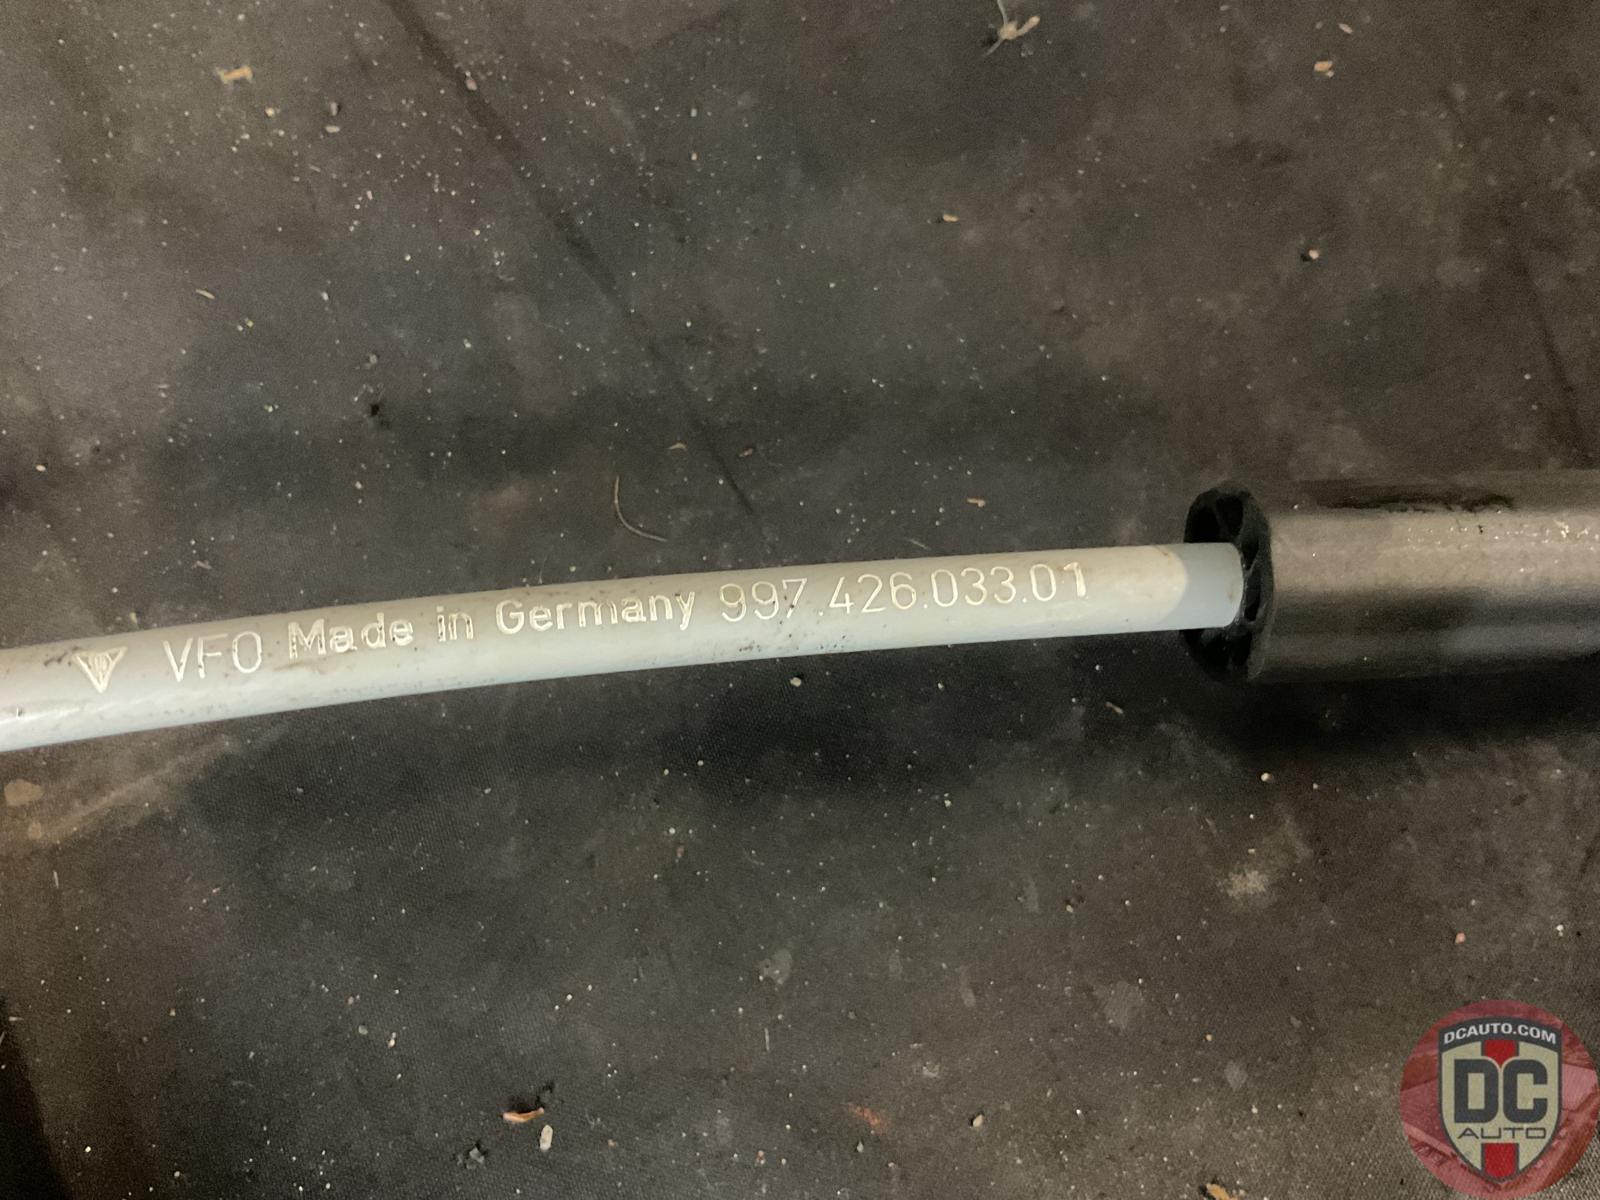 VFO Made in Germany 997.426.033.01
DCAUTO.COM
DC
AUTO